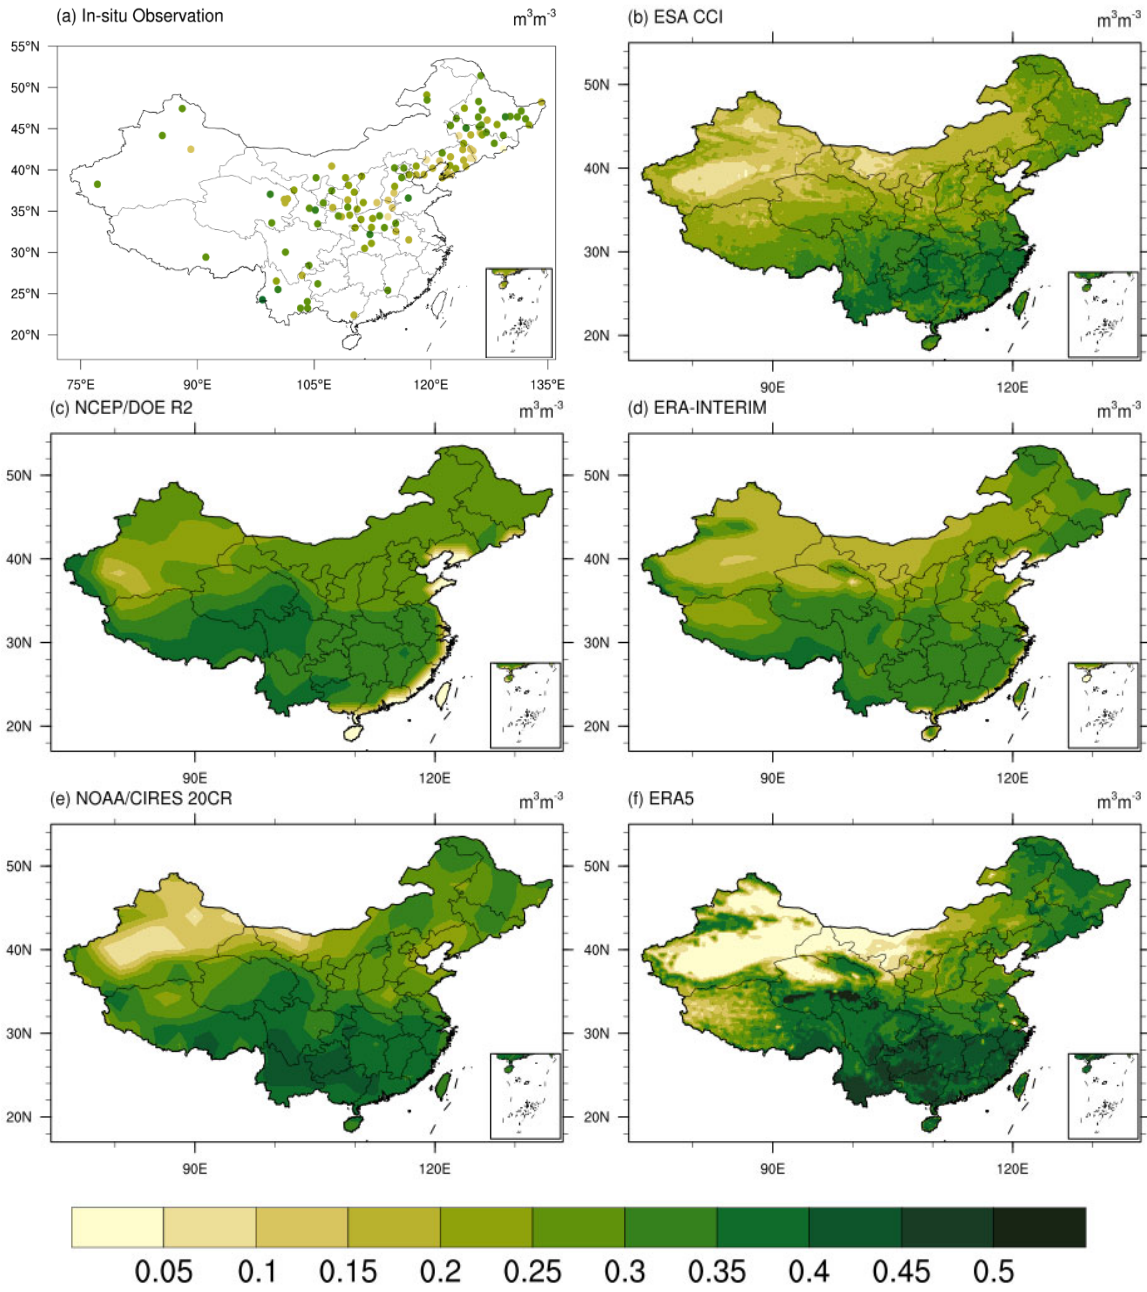 (a) In-situ Observation
m³m⁻³
(b) ESA CCI
m³m⁻³
55°N
50°N
45°N
40°N
35°N
30°N
25°N
20°N
75°E
90°E
105°E
120°E
135°E
50N
40N
30N
20N
90E
120E
(c) NCEP/DOE R2
m³m⁻³
(d) ERA-INTERIM
m³m⁻³
50N
40N
30N
20N
90E
120E
50N
40N
30N
20N
90E
120E
(e) NOAA/CIRES 20CR
m³m⁻³
(f) ERA5
m³m⁻³
50N
40N
30N
20N
90E
120E
50N
40N
30N
20N
90E
120E
0.05 0.1 0.15 0.2 0.25 0.3 0.35 0.4 0.45 0.5